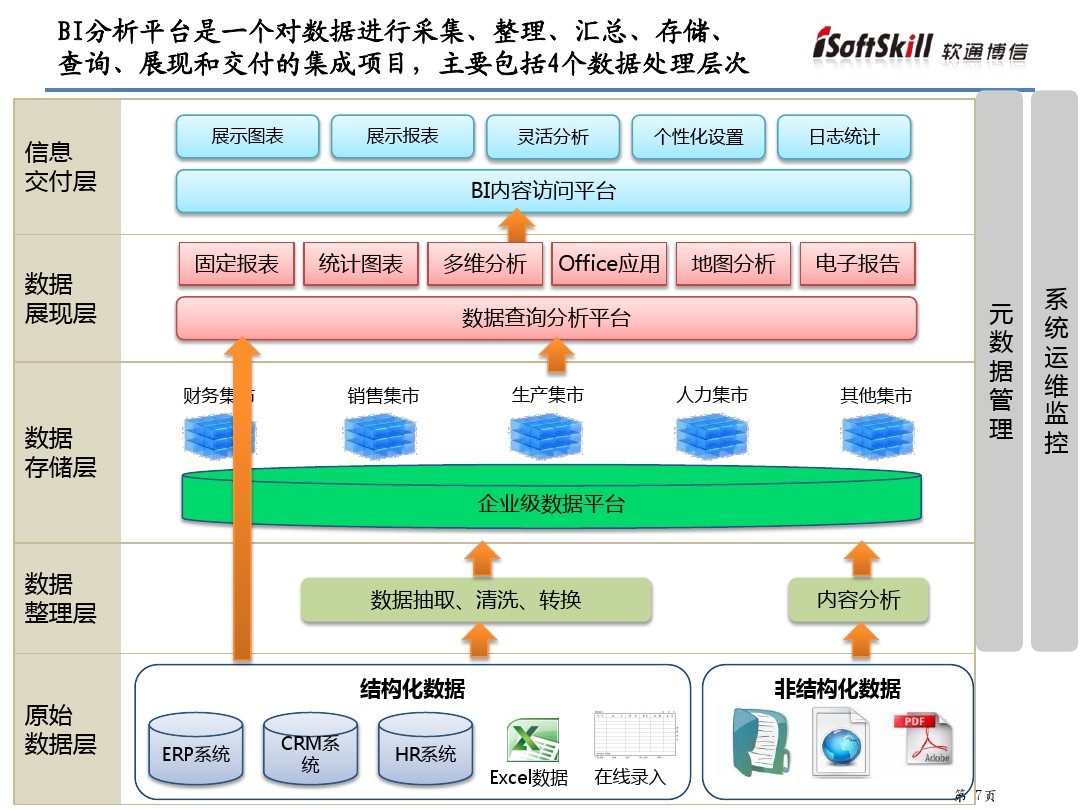 BI分析平台是一个对数据进行采集、整理、汇总、存储、
查询、展现和交付的集成项目，主要包括4个数据处理层次
iSoftSkill 软通博信
信息
交付层
展示图表
展示报表
灵活分析
个性化设置
日志统计
BI内容访问平台
数据
展现层
固定报表
统计图表
多维分析
Office应用
地图分析
电子报告
数据查询分析平台
数据
存储层
财务集市
销售集市
生产集市
人力集市
其他集市
企业级数据平台
数据
整理层
数据抽取、清洗、转换
内容分析
原始
数据层
结构化数据
ERP系统
CRM系
统
HR系统
Excel数据
在线录入
非结构化数据
PDF
Adobe
元数据管理
系统运维监控
第 7页